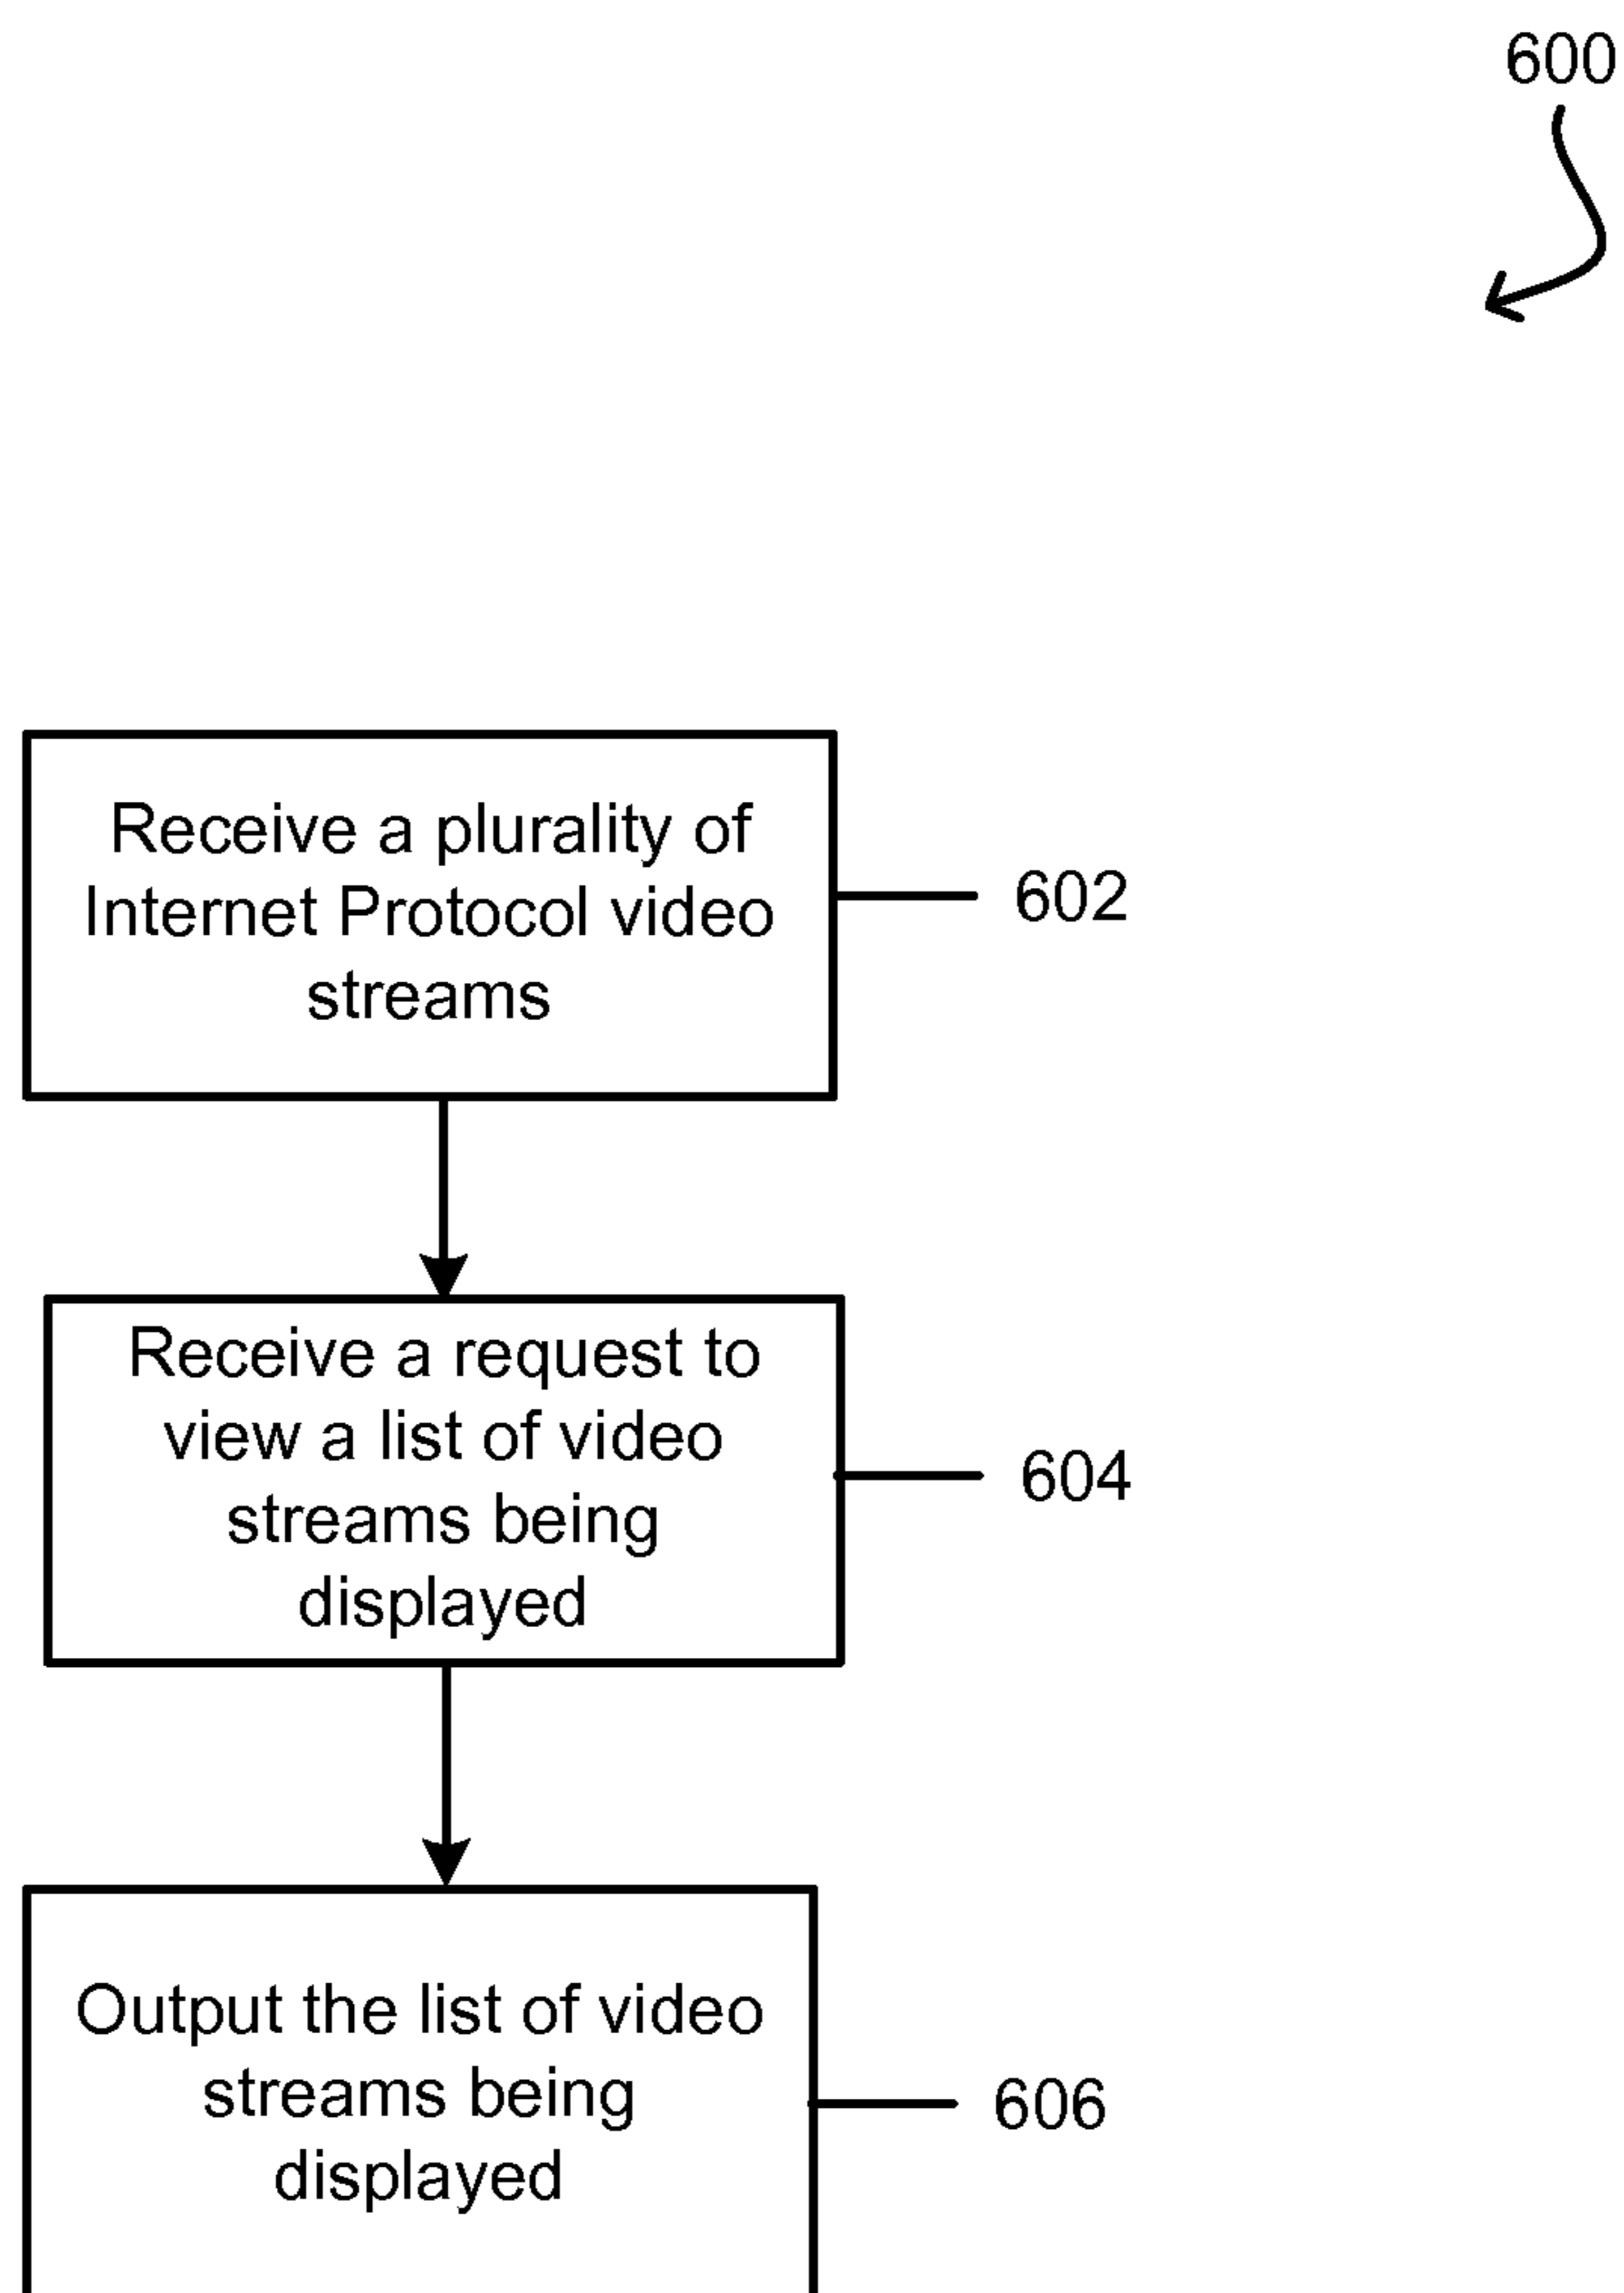 600
Receive a plurality of
Internet Protocol video
streams
602
Receive a request to
view a list of video
streams being
displayed
604
Output the list of video
streams being
displayed
606